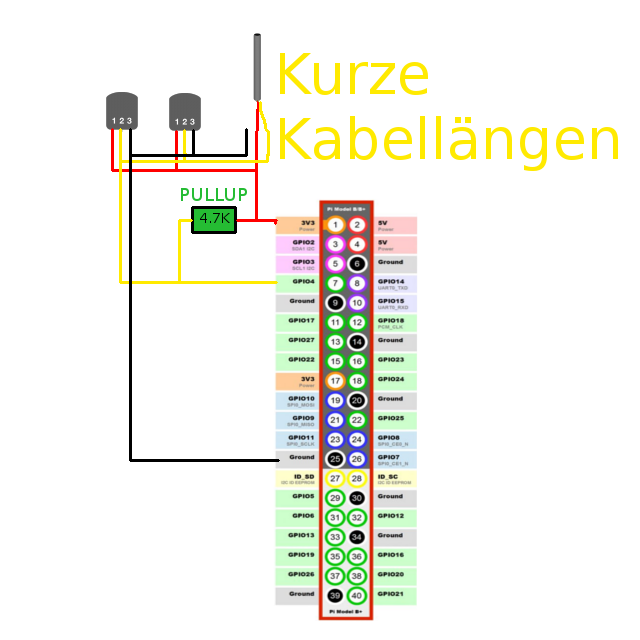 Kurze
Kabellängen
1 2 3
1 2 3
PULLUP
4.7K
Pi Model B/B+
3V3
Power
1 2
5V
Power
GPIO2
SDA1 I2C
3 4
5V
Power
GPIO3
SCL1 I2C
5 6
Ground
GPIO4
7 8
GPIO14
UART0_TXD
Ground
9 10
GPIO15
UART0_RXD
GPIO17
11 12
GPIO18
PCM_CLK
GPIO27
13 14
Ground
GPIO22
15 16
GPIO23
3V3
Power
17 18
GPIO24
GPIO10
SPI0_MOSI
19 20
Ground
GPIO9
SPI0_MISO
21 22
GPIO25
GPIO11
SPI0_SCLK
23 24
GPIO8
SPI0_CE0_N
Ground
25 26
GPIO7
SPI0_CE1_N
ID_SD
I2C ID EEPROM
27 28
ID_SC
I2C ID EEPROM
GPIO5
29 30
Ground
GPIO6
31 32
GPIO12
GPIO13
33 34
Ground
GPIO19
35 36
GPIO16
GPIO26
37 38
GPIO20
Ground
39 40
GPIO21
Pi Model B+